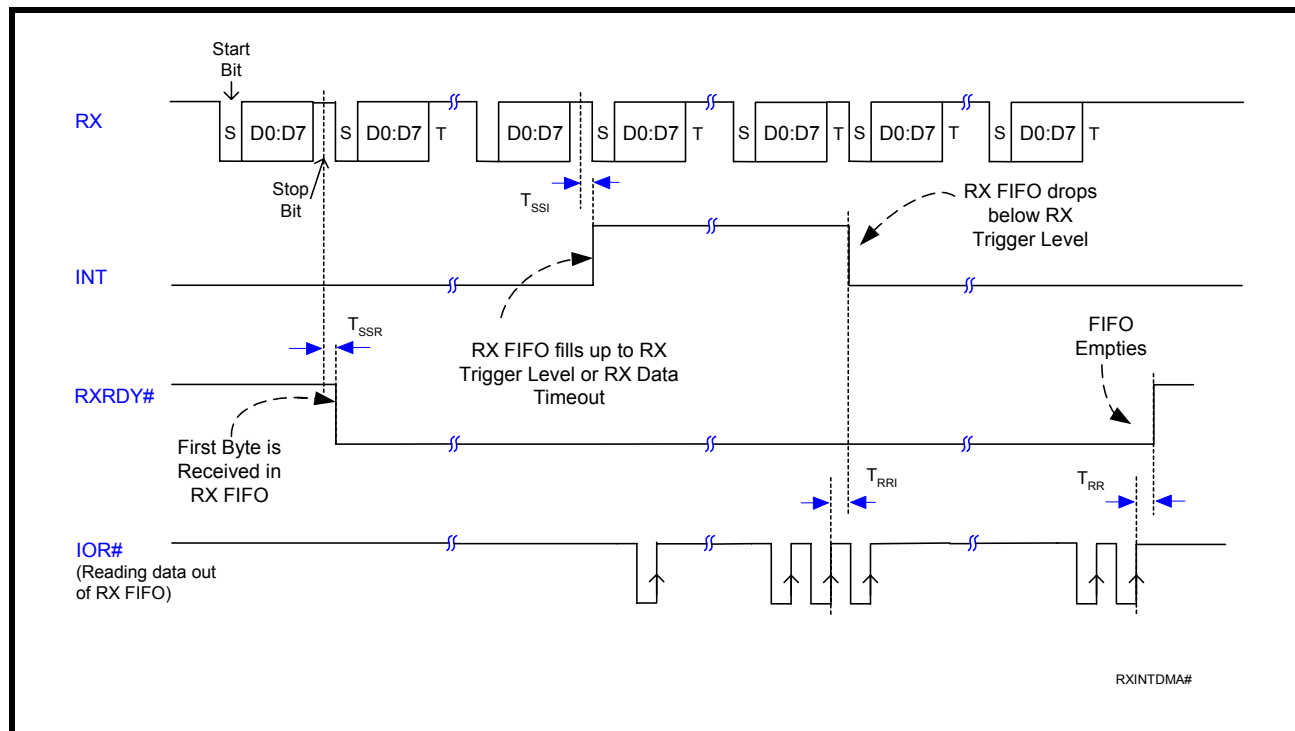 Start
Bit
RX
S
D0:D7
S
D0:D7
T
D0:D7
S
D0:D7
T
S
D0:D7
T
S
D0:D7
T
S
D0:D7
T
Stop
Bit
TSSI
RX FIFO drops
below RX
Trigger Level
INT
TSSR
RX FIFO fills up to RX
Trigger Level or RX Data
Timeout
FIFO
Empties
RXRDY#
First Byte is
Received in
RX FIFO
TRRI
TRR
IOR#
(Reading data out
of RX FIFO)
RXINTDMA#